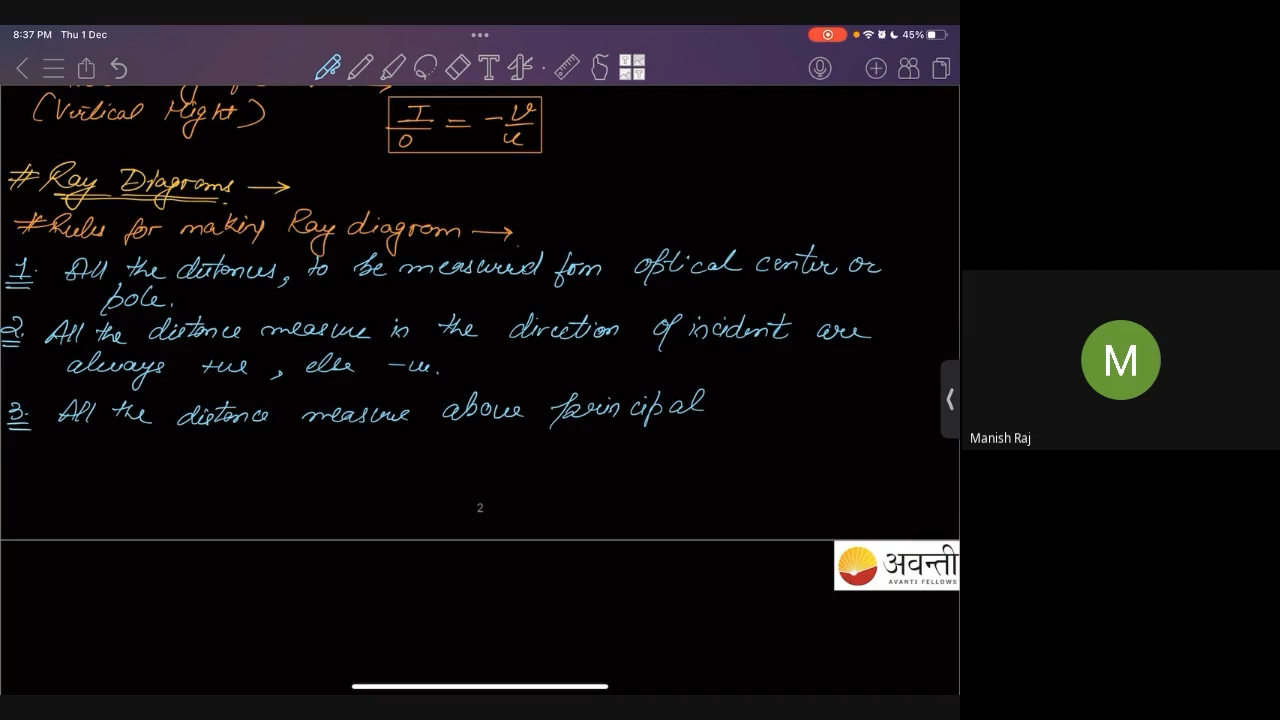 8:37 PM Thu 1 Dec
45%
(Vertical Hight)
I/o = -v/u
# Ray Diagrams →
# Rules for making Ray diagram →
1. All the distances, to be measured fom optical center or
pole.
2. All the distance measure in the direction of incident are
always +ve, else -ve.
3. All the distance measure above principal
2
अवन्ती
AVANTI FELLOWS
M
Manish Raj